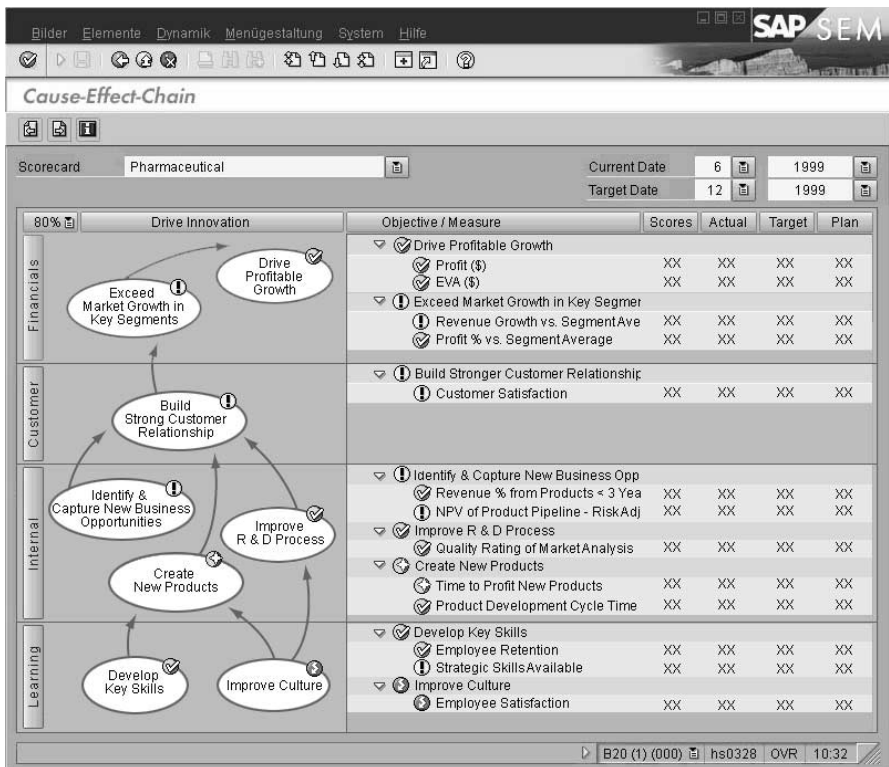 Bilder Elemente Dynamik Menügestaltung System Hilfe
SAP SEM
Cause-Effect-Chain
Scorecard Pharmaceutical Current Date 6 1999
Target Date 12 1999
80% Drive Innovation Objective / Measure Scores Actual Target Plan
Financials
Drive
Profitable
Growth
Exceed
Market Growth in
Key Segments
Drive Profitable Growth
Profit ($) XX XX XX XX
EVA ($) XX XX XX XX
Exceed Market Growth in Key Segmer
Revenue Growth vs. Segment Ave XX XX XX XX
Profit % vs. Segment Average XX XX XX XX
Customer
Build
Strong Customer
Relationship
Build Stronger Customer Relationship
Customer Satisfaction XX XX XX XX
Internal
Identify &
Capture New Business
Opportunities
Improve
R & D Process
Create
New Products
Identify & Capture New Business Opp
Revenue % from Products < 3 Yea XX XX XX XX
NPV of Product Pipeline - Risk Adj XX XX XX XX
Improve R & D Process
Quality Rating of Market Analysis XX XX XX XX
Create New Products
Time to Profit New Products XX XX XX XX
Product Development Cycle Time XX XX XX XX
Learning
Develop
Key Skills
Improve Culture
Develop Key Skills
Employee Retention XX XX XX XX
Strategic Skills Available XX XX XX XX
Improve Culture
Employee Satisfaction XX XX XX XX
B20 (1) (000) hs0328 OVR 10:32